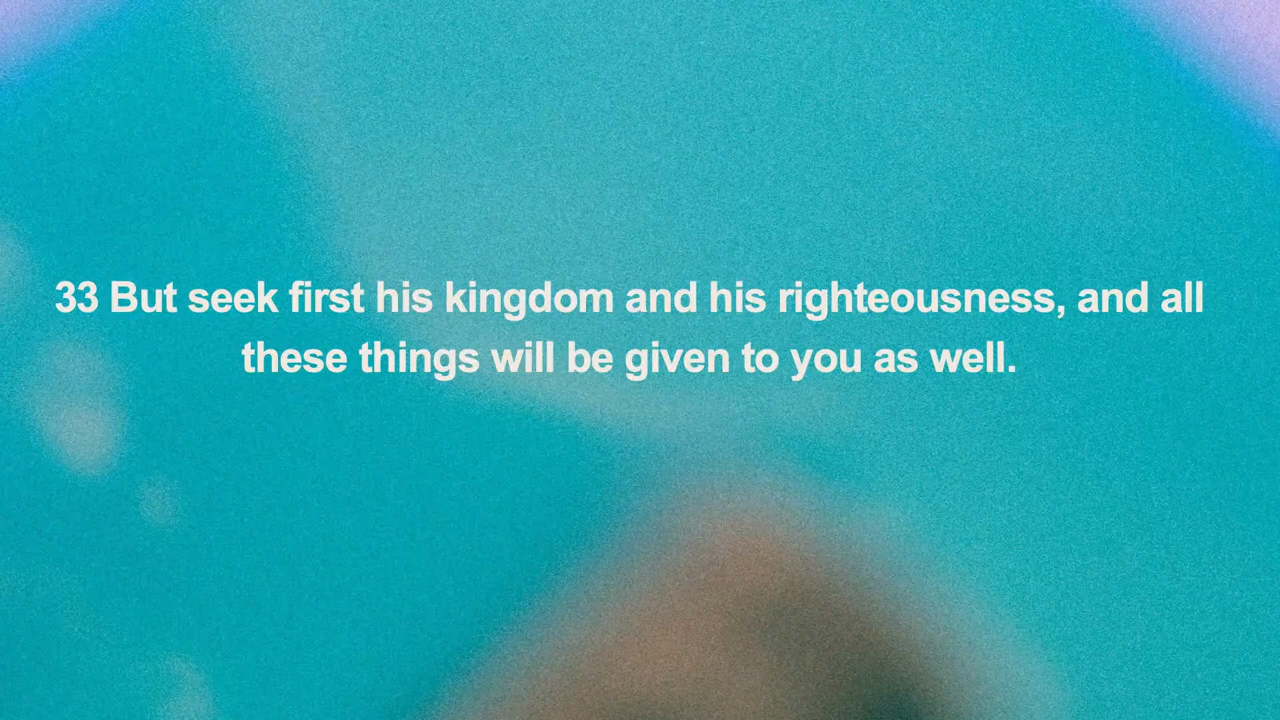 33 But seek first his kingdom and his righteousness, and all
these things will be given to you as well.